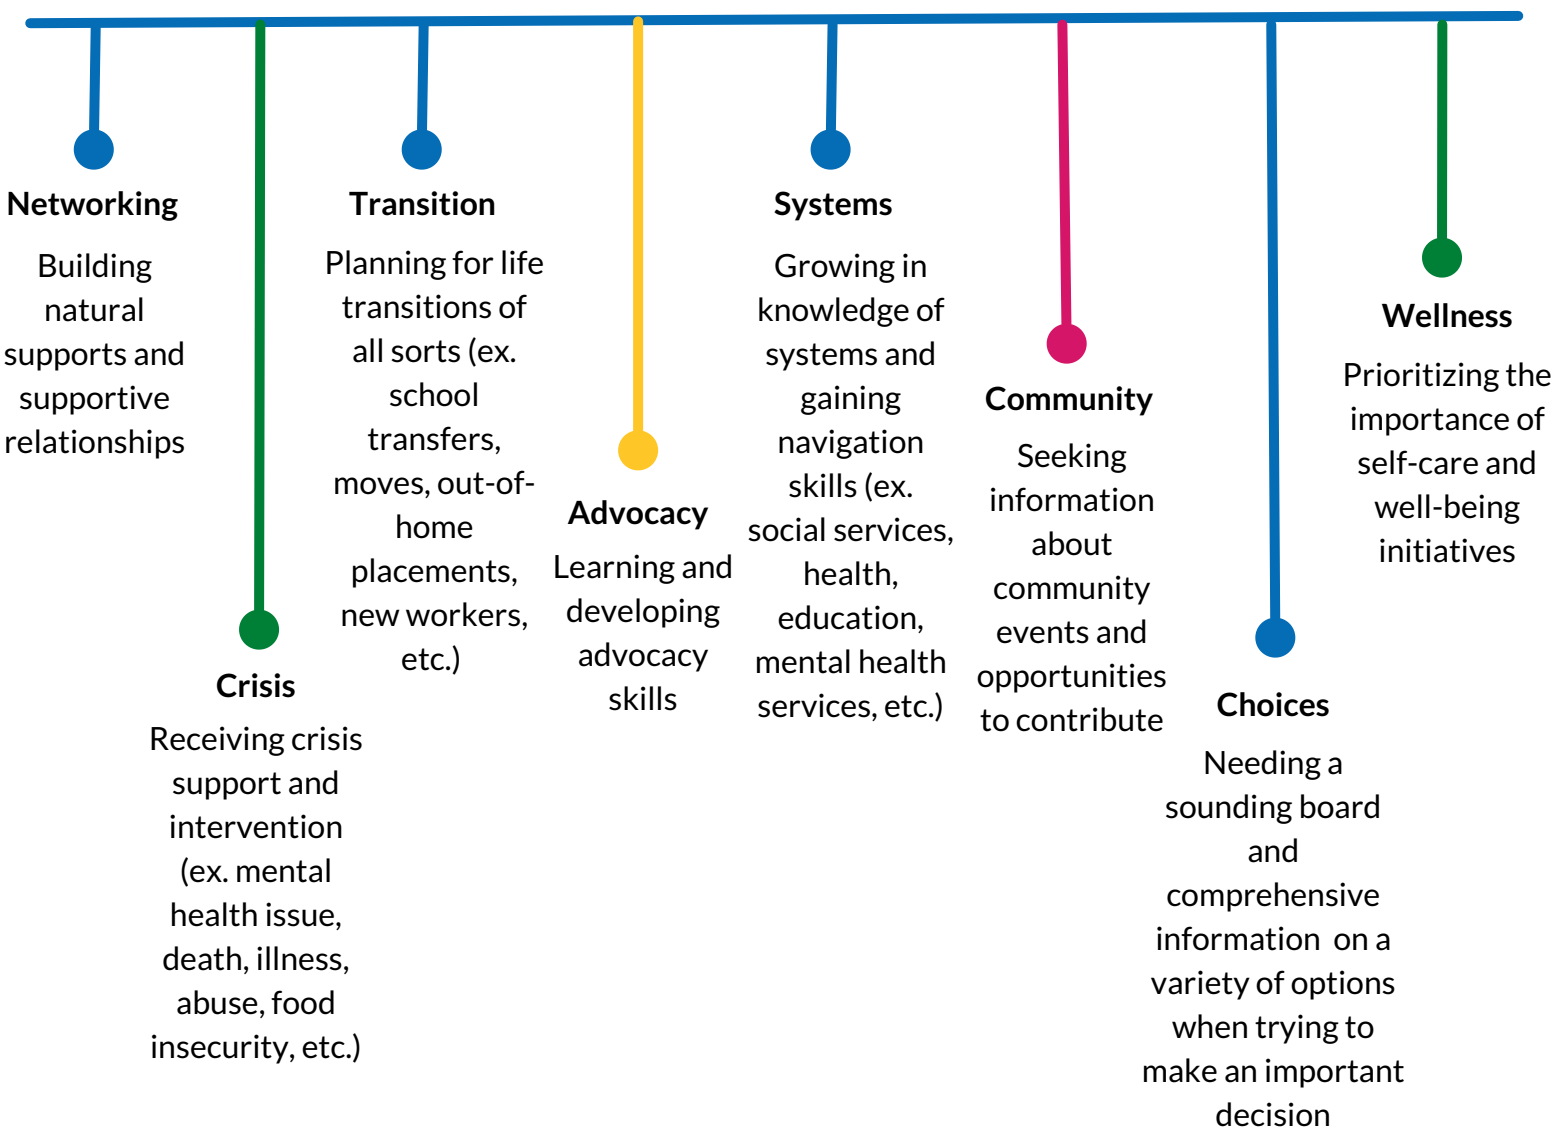 Networking
Building
natural
supports and
supportive
relationships
Crisis
Receiving crisis
support and
intervention
(ex. mental
health issue,
death, illness,
abuse, food
insecurity, etc.)
Transition
Planning for life
transitions of
all sorts (ex.
school
transfers,
moves, out-of-
home
placements,
new workers,
etc.)
Advocacy
Learning and
developing
advocacy
skills
Systems
Growing in
knowledge of
systems and
gaining
navigation
skills (ex.
social services,
health,
education,
mental health
services, etc.)
Community
Seeking
information
about
community
events and
opportunities
to contribute
Choices
Needing a
sounding board
and
comprehensive
information  on a
variety of options
when trying to
make an important
decision
Wellness
Prioritizing the
importance of
self-care and
well-being
initiatives